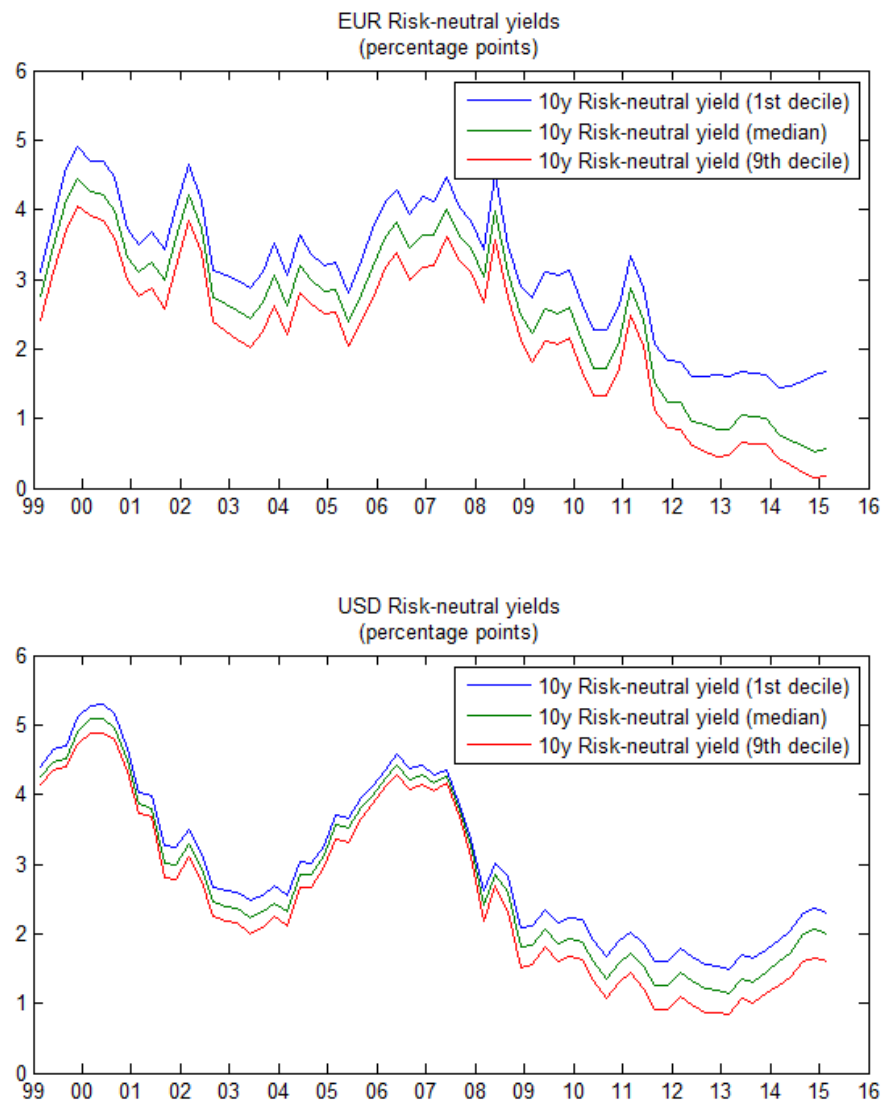 EUR Risk-neutral yields
(percentage points)
6
10y Risk-neutral yield (1st decile)
10y Risk-neutral yield (median)
10y Risk-neutral yield (9th decile)
5
4
3
2
1
0
99 00 01 02 03 04 05 06 07 08 09 10 11 12 13 14 15 16
USD Risk-neutral yields
(percentage points)
6
10y Risk-neutral yield (1st decile)
10y Risk-neutral yield (median)
10y Risk-neutral yield (9th decile)
5
4
3
2
1
0
99 00 01 02 03 04 05 06 07 08 09 10 11 12 13 14 15 16